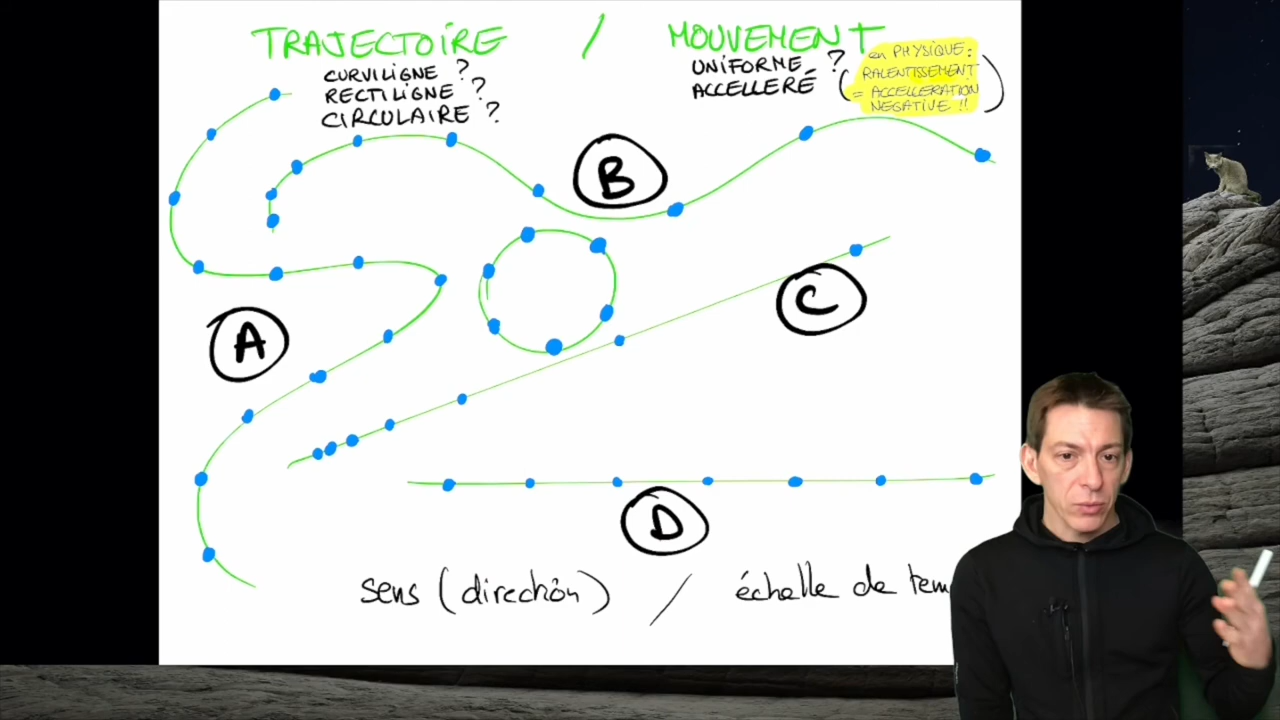 TRAJECTOIRE / MOUVEMENT
CURVILIGNE ?
RECTILIGNE ?
CIRCULAIRE ?
UNIFORME ?
ACCELLERÉ
(en PHYSIQUE :
RALENTISSEMENT
= ACCELLERATION
NEGATIVE !!)
B
A
C
D
sens (direction) / échelle de tem